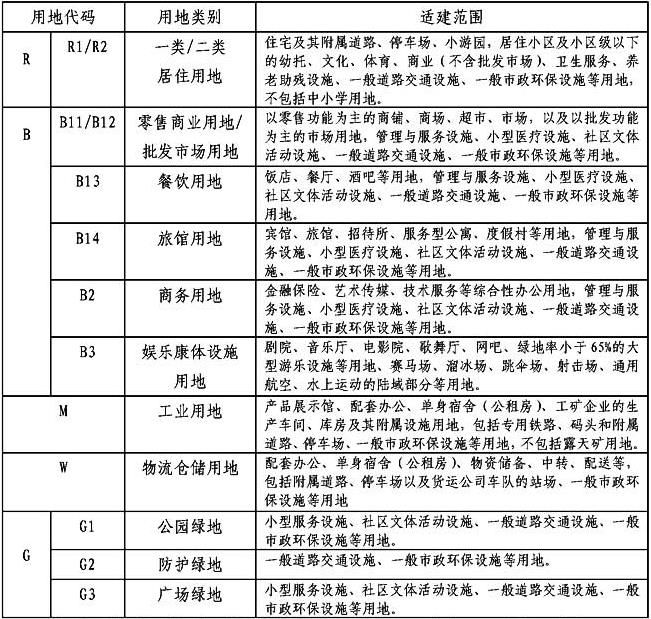 用地代码 用地类别 适建范围
R R1/R2 一类/二类
居住用地
住宅及其附属道路、停车场、小游园,居住小区及小区级以下
的幼托、文化、体育、商业(不含批发市场)、卫生服务、养
老助残设施、一般道路交通设施、一般市政环保设施等用地,
不包括中小学用地。
B B11/B12 零售商业用地/
批发市场用地
以零售功能为主的商铺、商场、超市、市场,以及以批发功能
为主的市场用地,管理与服务设施、小型医疗设施、社区文体
活动设施、一般道路交通设施、一般市政环保设施等用地。
B13 餐饮用地
饭店、餐厅、酒吧等用地,管理与服务设施、小型医疗设施、
社区文体活动设施、一般道路交通设施、一般市政环保设施等
用地。
B14 旅馆用地
宾馆、旅馆、招待所、服务型公寓、度假村等用地,管理与服
务设施、小型医疗设施、社区文体活动设施、一般道路交通设
施、一般市政环保设施等用地。
B2 商务用地
金融保险、艺术传媒、技术服务等综合性办公用地,管理与服
务设施、小型医疗设施、社区文体活动设施、一般道路交通设
施、一般市政环保设施等用地。
B3 娱乐康体设施
用地
剧院、音乐厅、电影院、歌舞厅、网吧、绿地率小于65%的大
型游乐设施等用地、赛马场、溜冰场、跳伞场、射击场、通用
航空、水上运动的陆域部分等用地。
M 工业用地
产品展示馆、配套办公、单身宿舍(公租房)、工矿企业的生
产车间、库房及其附属设施用地,包括专用铁路、码头和附属
道路、停车场、一般市政环保设施等用地,不包括露天矿用地。
W 物流仓储用地
配套办公、单身宿舍(公租房)、物资储备、中转、配送等,
包括附属道路、停车场以及货运公司车队的站场、一般市政环
保设施等用地
G G1 公园绿地
小型服务设施、社区文体活动设施、一般道路交通设施、一般
市政环保设施等用地。
G2 防护绿地
一般道路交通设施、一般市政环保设施等用地。
G3 广场绿地
小型服务设施、社区文体活动设施、一般道路交通设施、一般
市政环保设施等用地。